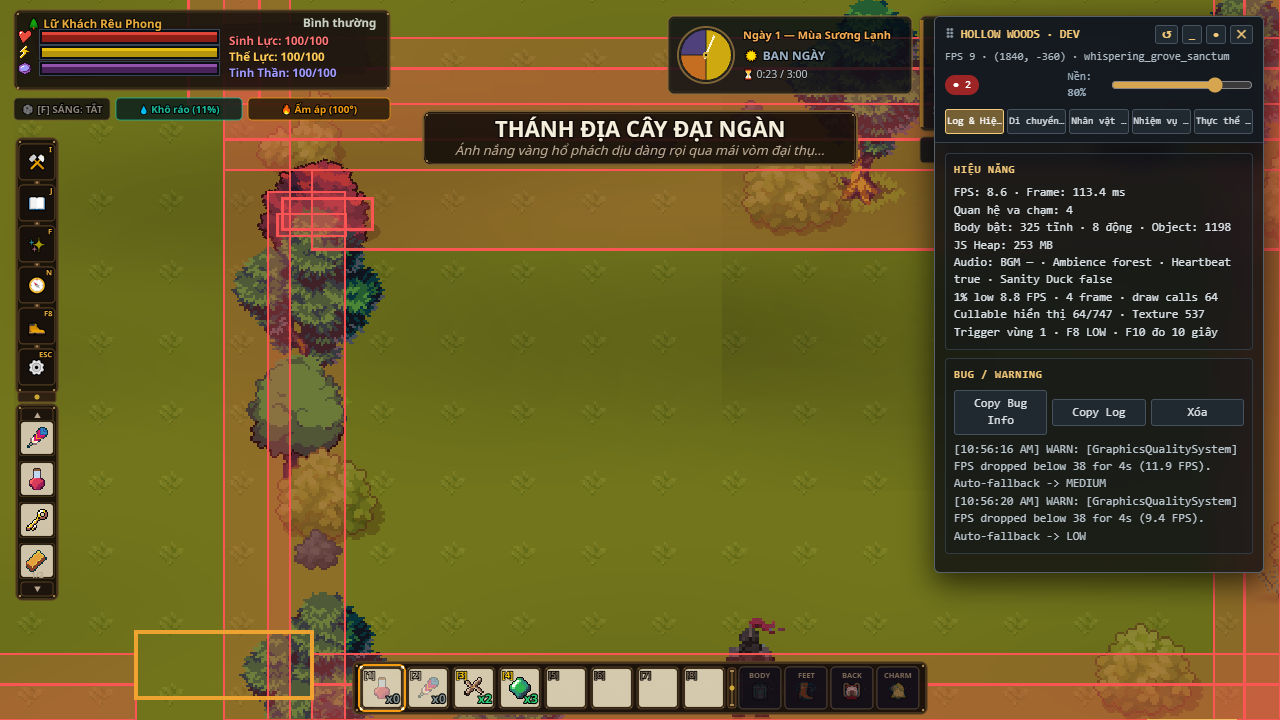 Lữ Khách Rêu Phong
Bình thường
Sinh Lực: 100/100
Thể Lực: 100/100
Tinh Thần: 100/100
[F] SÁNG: TẮT
Khô ráo (11%)
Ấm áp (100°)
Ngày 1 — Mùa Sương Lạnh
BAN NGÀY
0:23 / 3:00
THÁNH ĐỊA CÂY ĐẠI NGÀN
Ánh nắng vàng hổ phách dịu dàng rọi qua mái vòm đại thụ...
I
J
F
N
F8
ESC
HOLLOW WOODS · DEV
FPS 9 · (1840, -360) · whispering_grove_sanctum
2
Nền: 80%
Log & Hiệ…
Di chuyển…
Nhân vật …
Nhiệm vụ …
Thực thể …
HIỆU NĂNG
FPS: 8.6 · Frame: 113.4 ms
Quan hệ va chạm: 4
Body bật: 325 tĩnh · 8 động · Object: 1198
JS Heap: 253 MB
Audio: BGM — · Ambience forest · Heartbeat
true · Sanity Duck false
1% low 8.8 FPS · 4 frame · draw calls 64
Cullable hiển thị 64/747 · Texture 537
Trigger vùng 1 · F8 LOW · F10 đo 10 giây
BUG / WARNING
Copy Bug Info
Copy Log
Xóa
[10:56:16 AM] WARN: [GraphicsQualitySystem]
FPS dropped below 38 for 4s (11.9 FPS).
Auto-fallback -> MEDIUM
[10:56:20 AM] WARN: [GraphicsQualitySystem]
FPS dropped below 38 for 4s (9.4 FPS).
Auto-fallback -> LOW
[1] x0
[2] x0
[3] x2
[4] x3
[5]
[6]
[7]
[8]
BODY
FEET
BACK
CHARM